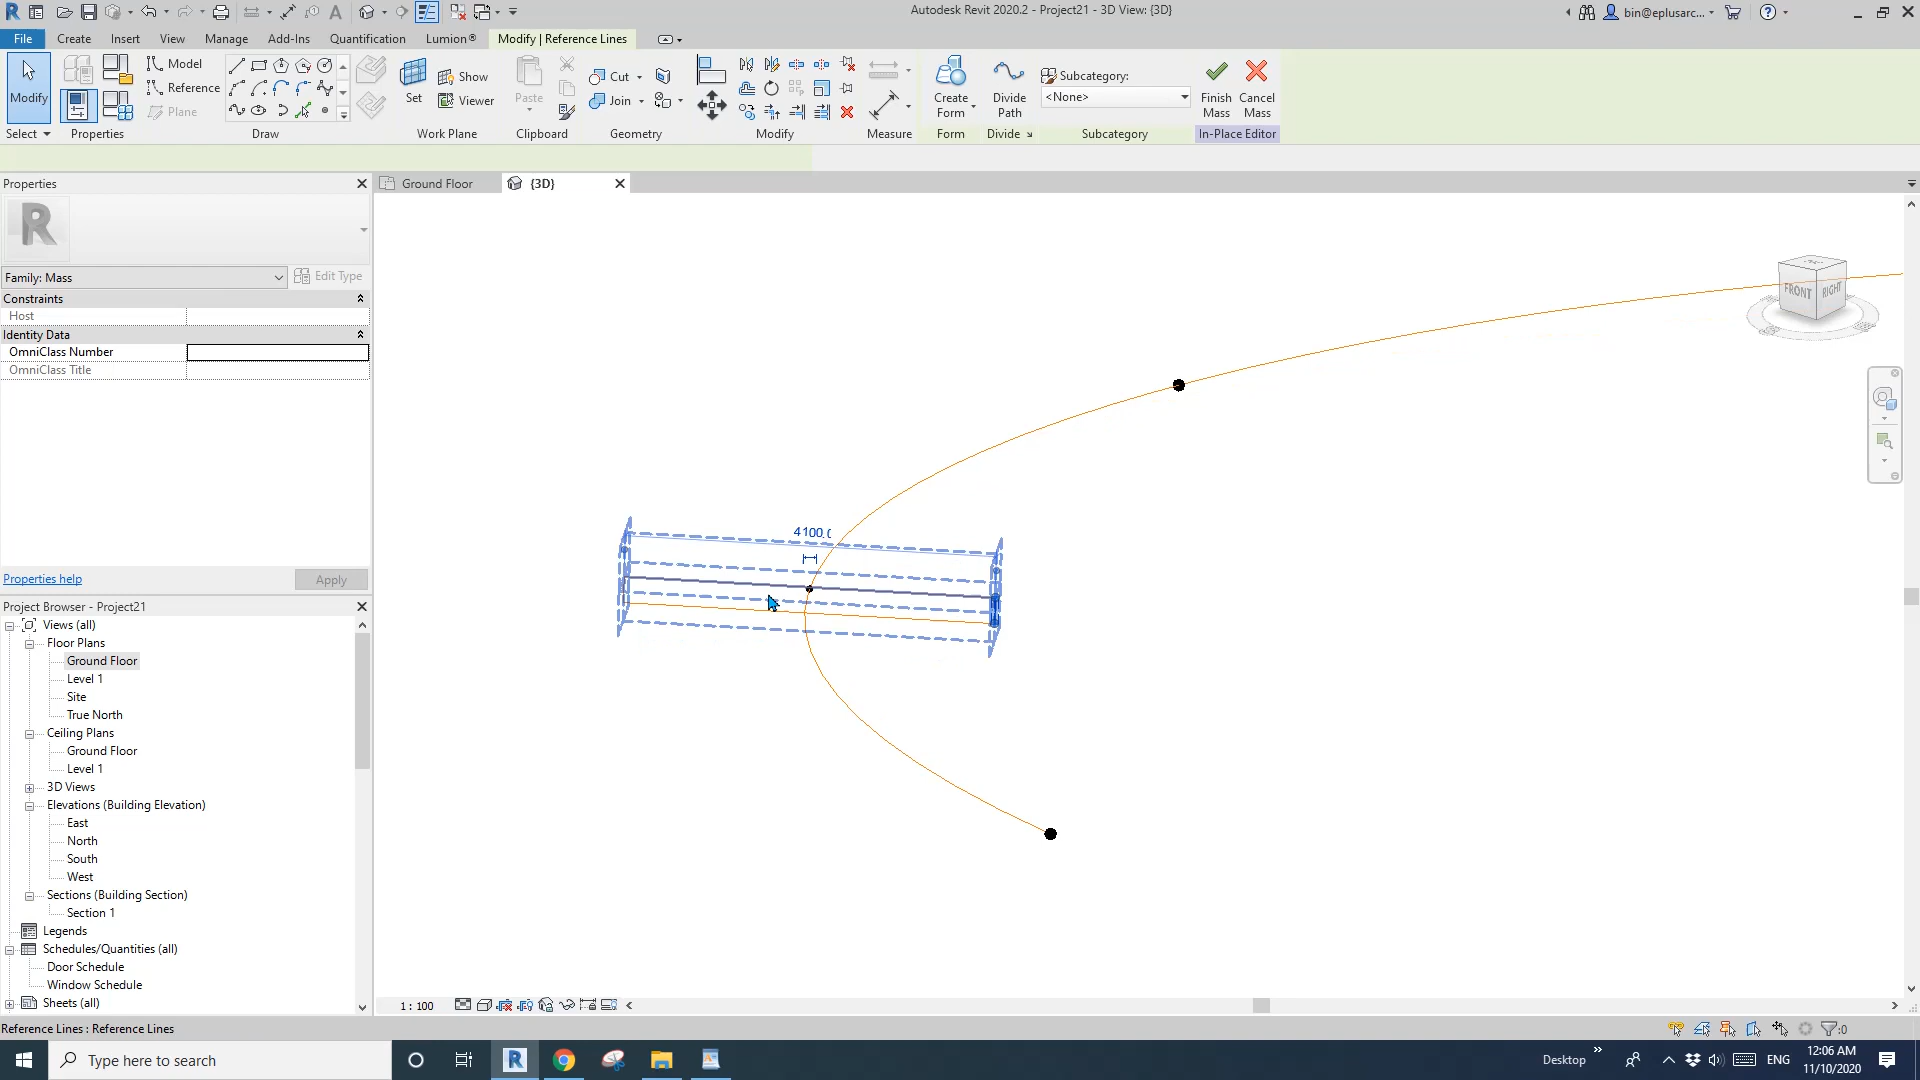 Autodesk Revit 2020.2 - Project21 - 3D View: {3D}
bin@eplusarc...
File
Create
Insert
View
Manage
Add-Ins
Quantification
Lumion®
Modify | Reference Lines
Modify
Model
Reference
Plane
Set
Show
Viewer
Paste
Cut
Join
Create
Form
Divide
Path
Subcategory:
<None>
Finish
Mass
Cancel
Mass
Select
Properties
Draw
Work Plane
Clipboard
Geometry
Modify
Measure
Form
Divide
Subcategory
In-Place Editor
Properties
Ground Floor
{3D}
R
Family: Mass
Edit Type
Constraints
Host
Identity Data
OmniClass Number
OmniClass Title
Properties help
Apply
FRONT
RIGHT
4100.0
Project Browser - Project21
Views (all)
Floor Plans
Ground Floor
Level 1
Site
True North
Ceiling Plans
Ground Floor
Level 1
3D Views
Elevations (Building Elevation)
East
North
South
West
Sections (Building Section)
Section 1
Legends
Schedules/Quantities (all)
Door Schedule
Window Schedule
Sheets (all)
1 : 100
Reference Lines : Reference Lines
:0
Type here to search
Desktop
ENG
12:06 AM
11/10/2020